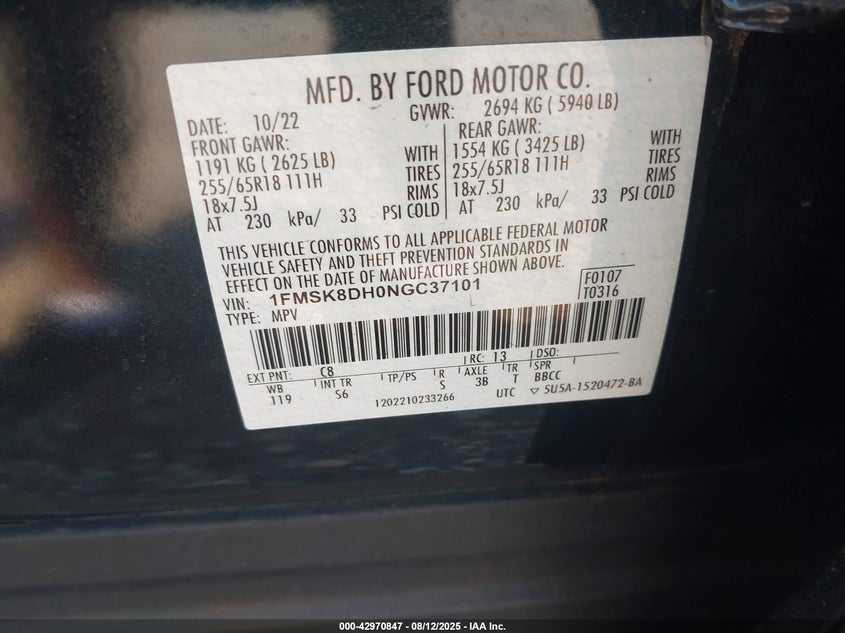 MFD. BY FORD MOTOR CO.
DATE: 10/22 GVWR: 2694 KG ( 5940 LB)
FRONT GAWR: REAR GAWR:
1191 KG ( 2625 LB) WITH 1554 KG ( 3425 LB) WITH
255/65R18 111H TIRES 255/65R18 111H TIRES
18x7.5J RIMS 18x7.5J RIMS
AT 230 kPa/ 33 PSI COLD AT 230 kPa/ 33 PSI COLD
THIS VEHICLE CONFORMS TO ALL APPLICABLE FEDERAL MOTOR
VEHICLE SAFETY AND THEFT PREVENTION STANDARDS IN
EFFECT ON THE DATE OF MANUFACTURE SHOWN ABOVE.
VIN: 1FMSK8DH0NGC37101 F0107
TYPE: MPV T0316
EXT PNT: C8 RC: 13 DSO:
WB INT TR TP/PS R AXLE TR SPR
119 S6 S 3B T BBCC
1202210233266 UTC ▽ 5U5A-1520472-BA
000-42970847 - 08/12/2025 - IAA Inc.